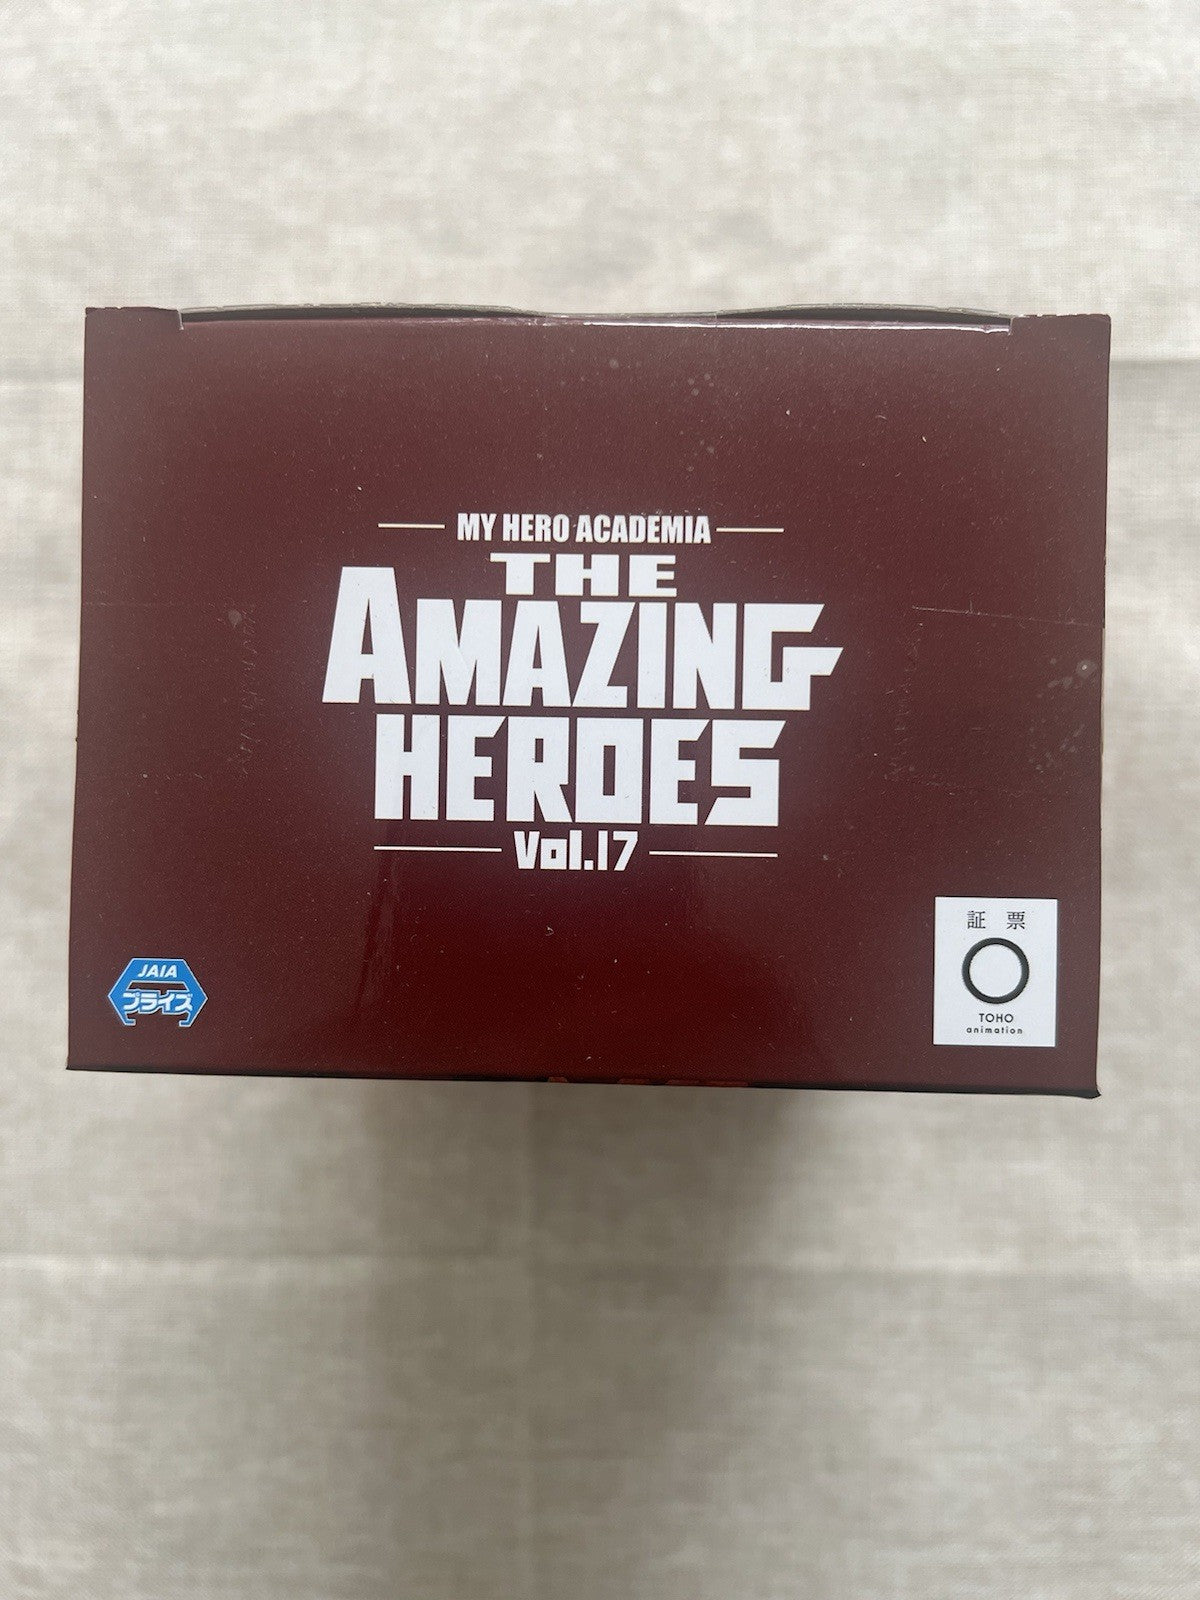 MY HERO ACADEMIA
THE
AMAZING
HEROES
Vol.17
証票
TOHO
animation
JAIA
プライズ